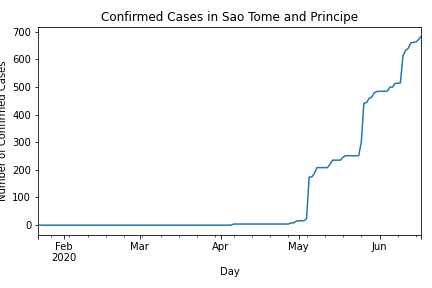 Confirmed Cases in Sao Tome and Principe
700
600
500
400
300
200
100
0
Number of Confirmed Cases
Feb
2020
Mar
Apr
May
Jun
Day